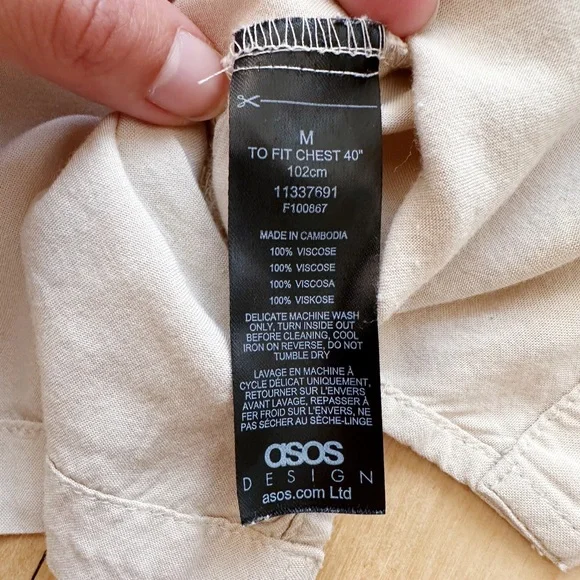 M
TO FIT CHEST 40"
102cm
11337691
F100867
MADE IN CAMBODIA
100% VISCOSE
100% VISCOSE
100% VISCOSA
100% VISKOSE
DELICATE MACHINE WASH
ONLY, TURN INSIDE OUT
BEFORE CLEANING, COOL
IRON ON REVERSE, DO NOT
TUMBLE DRY
LAVAGE EN MACHINE À
CYCLE DÉLICAT UNIQUEMENT,
RETOURNER SUR L'ENVERS
AVANT LAVAGE, REPASSER À
FER FROID SUR L'ENVERS, NE
PAS SÉCHER AU SÈCHE-LINGE
asos
DESIGN
asos.com Ltd